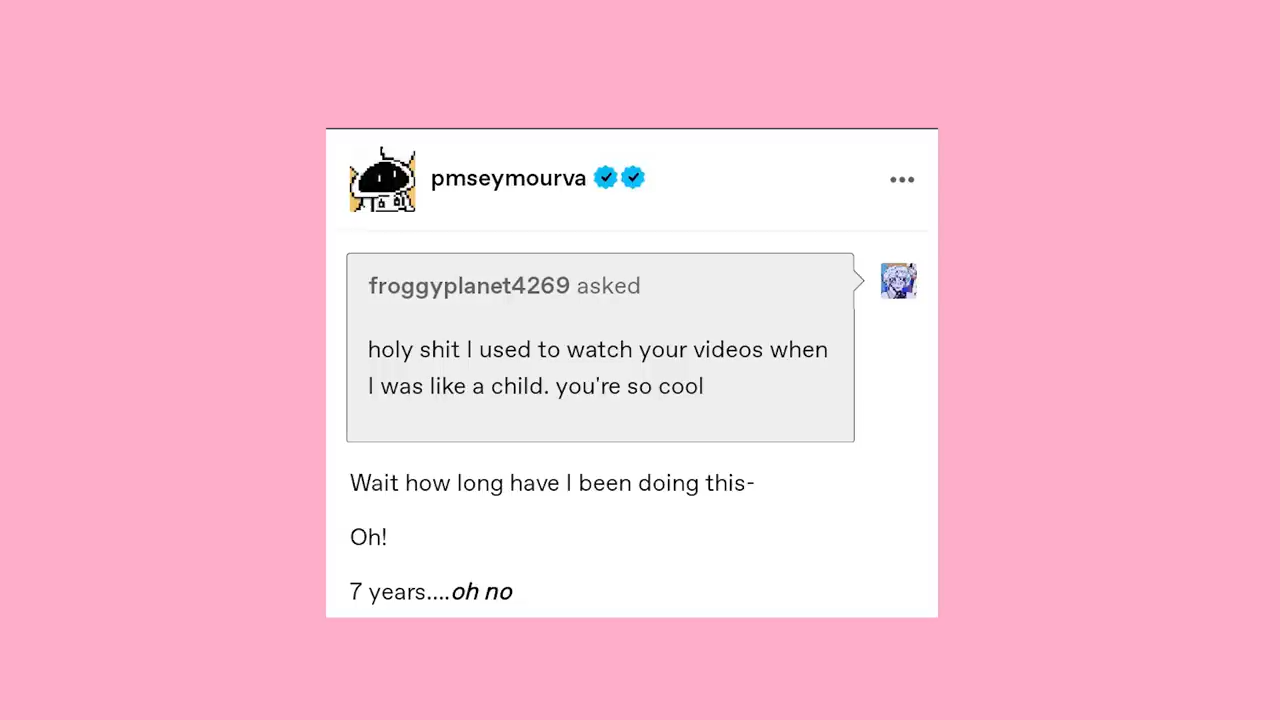 pmseymourva
froggyplanet4269 asked
holy shit I used to watch your videos when
I was like a child. you're so cool
Wait how long have I been doing this-
Oh!
7 years....oh no